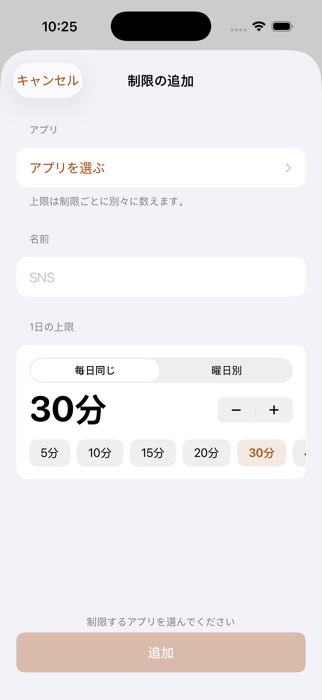 10:25
キャンセル
制限の追加
アプリ
アプリを選ぶ
上限は制限ごとに別々に数えます。
名前
SNS
1日の上限
毎日同じ
曜日別
30分
− +
5分 10分 15分 20分 30分
制限するアプリを選んでください
追加